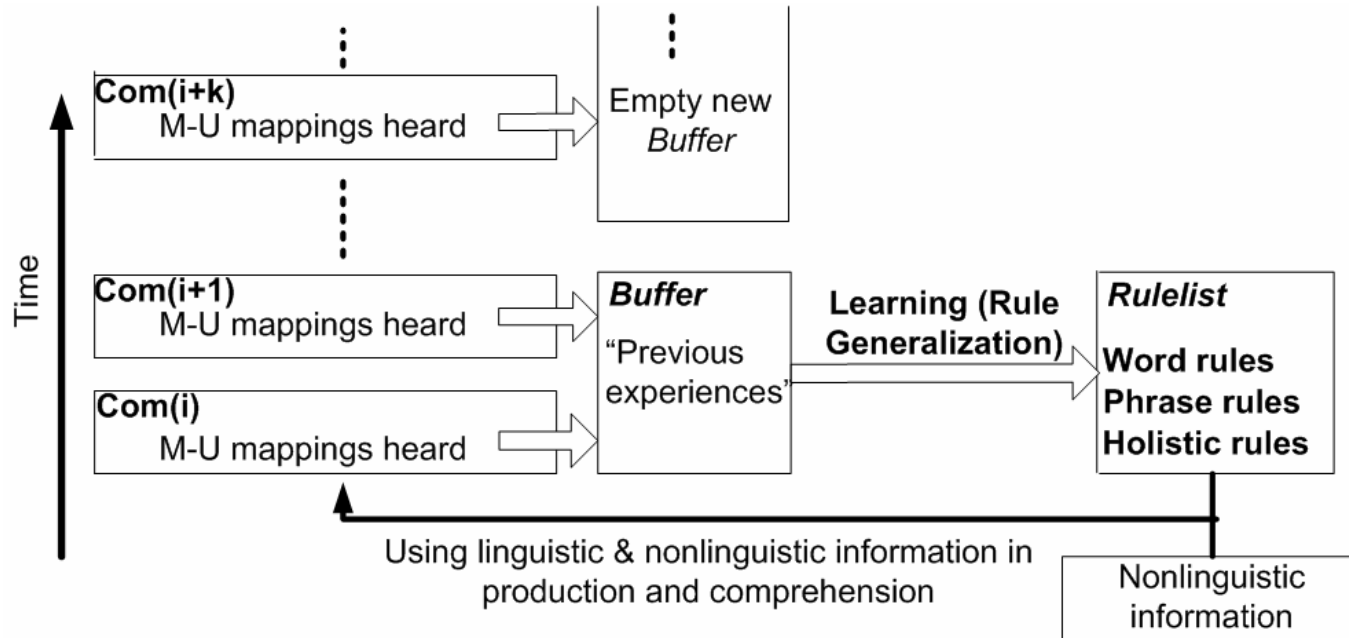 Com(i+k)
M-U mappings heard
Empty new
Buffer
Time
Com(i+1)
M-U mappings heard
Com(i)
M-U mappings heard
Buffer
“Previous
experiences”
Learning (Rule
Generalization)
Rulelist
Word rules
Phrase rules
Holistic rules
Using linguistic & nonlinguistic information in
production and comprehension
Nonlinguistic
information